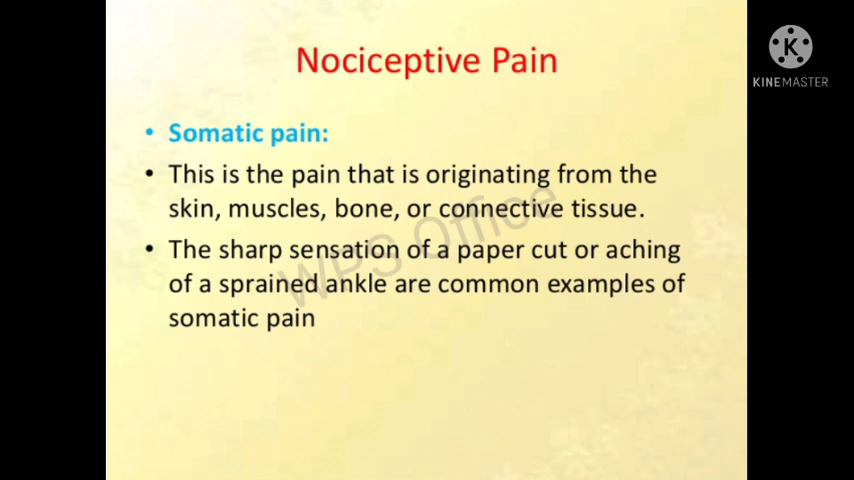 Nociceptive Pain
K
KINEMASTER
• Somatic pain:
• This is the pain that is originating from the
skin, muscles, bone, or connective tissue.
• The sharp sensation of a paper cut or aching
of a sprained ankle are common examples of
somatic pain
WPS Office